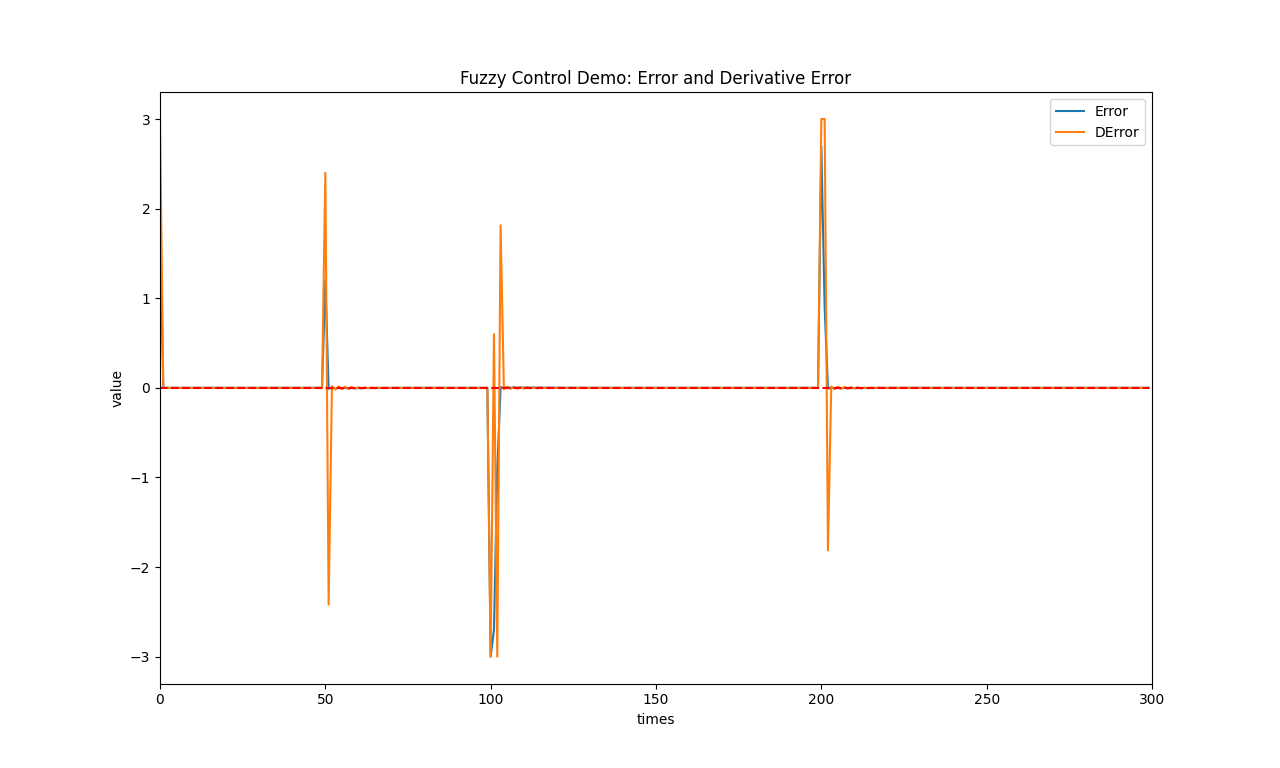 Fuzzy Control Demo: Error and Derivative Error
Error
DError
3
2
1
0
−1
−2
−3
value
0
50
100
150
200
250
300
times